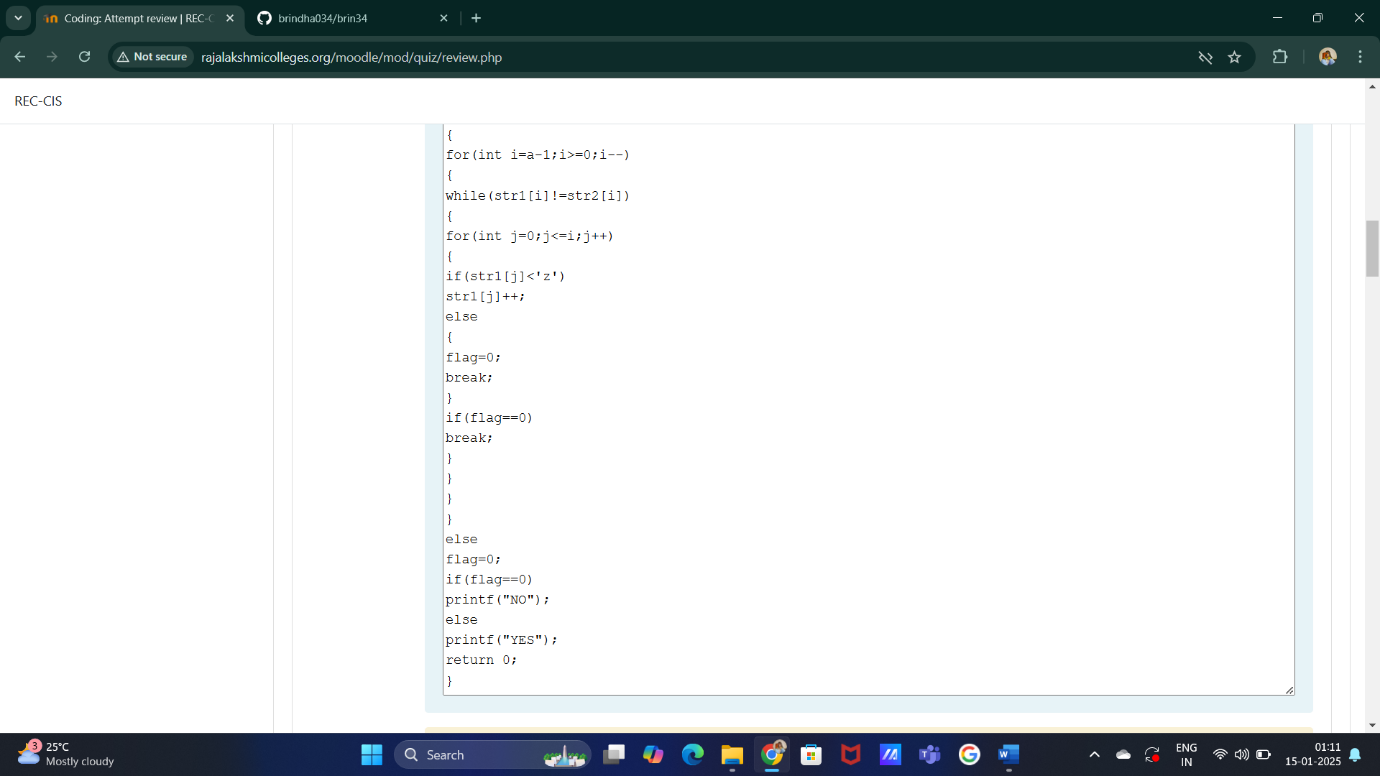 Coding: Attempt review | REC-C
brindha034/brin34
Not secure
rajalakshmicolleges.org/moodle/mod/quiz/review.php
REC-CIS
{
for(int i=a-1;i>=0;i--)
{
while(str1[i]!=str2[i])
{
for(int j=0;j<=i;j++)
{
if(str1[j]<'z')
str1[j]++;
else
{
flag=0;
break;
}
if(flag==0)
break;
}
}
}
}
else
flag=0;
if(flag==0)
printf("NO");
else
printf("YES");
return 0;
}
3
25°C
Mostly cloudy
Search
ENG
IN
01:11
15-01-2025